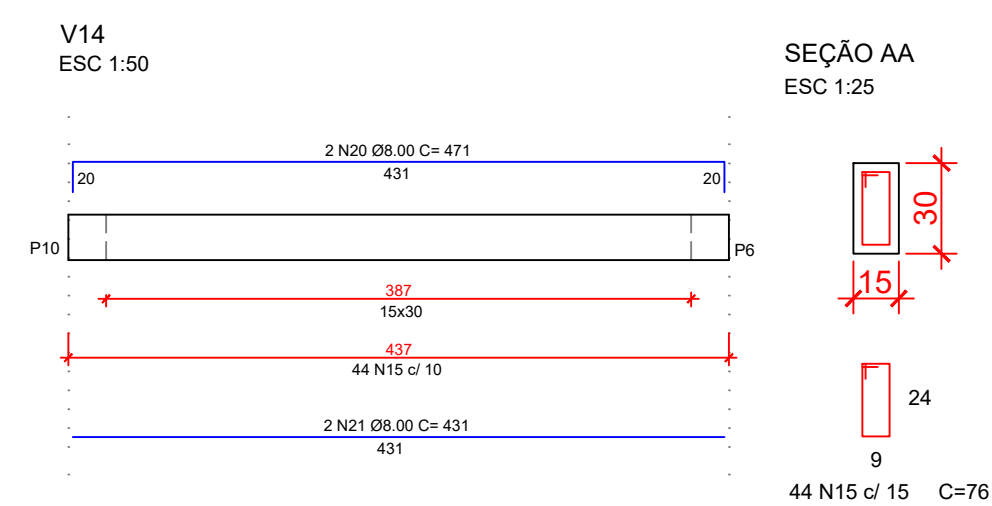 V14
ESC 1:50
SEÇÃO AA
ESC 1:25
2 N20 Ø8.00 C= 471
431
20
20
P10
P6
387
15x30
437
44 N15 c/ 10
2 N21 Ø8.00 C= 431
431
30
15
24
9
44 N15 c/ 15 C=76